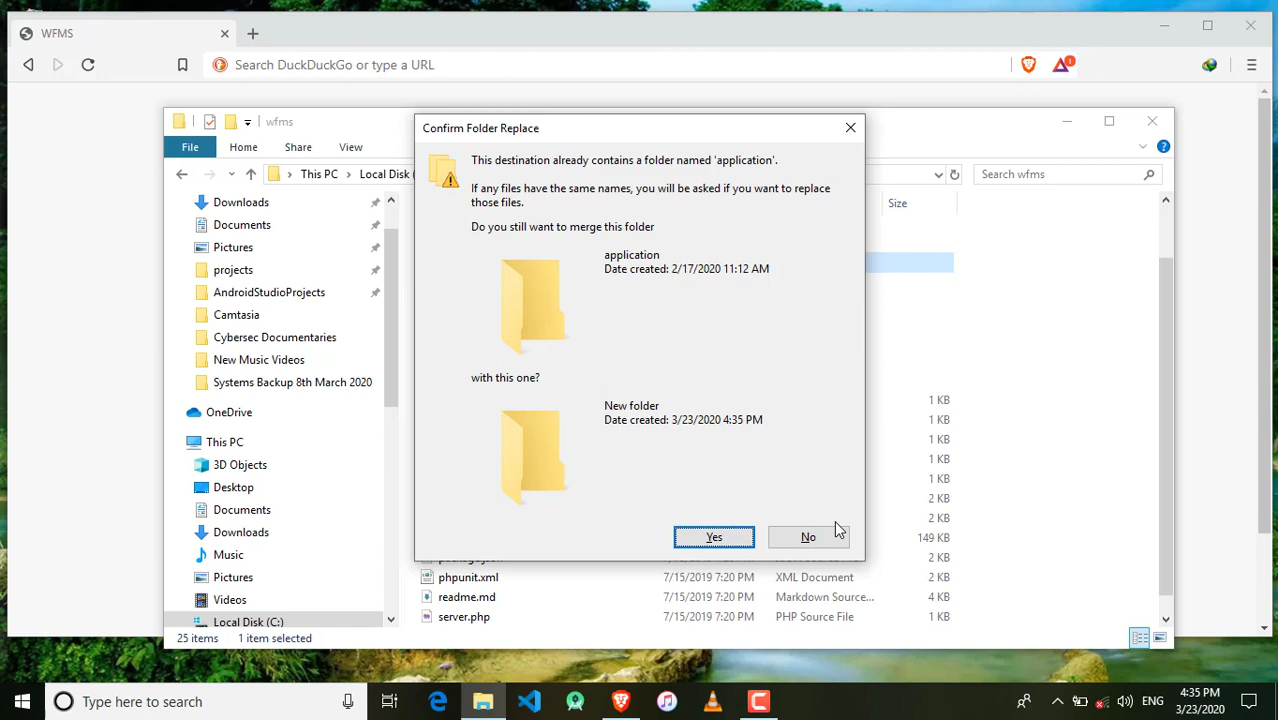 WFMS
Search DuckDuckGo or type a URL
1
wfms
File
Home
Share
View
This PC
Local Disk (
Search wfms
Downloads
Documents
Pictures
projects
AndroidStudioProjects
Camtasia
Cybersec Documentaries
New Music Videos
Systems Backup 8th March 2020
OneDrive
This PC
3D Objects
Desktop
Documents
Downloads
Music
Pictures
Videos
Local Disk (C:)
Confirm Folder Replace
This destination already contains a folder named 'application'.
If any files have the same names, you will be asked if you want to replace
those files.
Do you still want to merge this folder
application
Date created: 2/17/2020 11:12 AM
with this one?
New folder
Date created: 3/23/2020 4:35 PM
Yes
No
Size
1 KB
1 KB
1 KB
1 KB
1 KB
2 KB
2 KB
149 KB
2 KB
phpunit.xml 7/15/2019 7:20 PM XML Document 2 KB
readme.md 7/15/2019 7:20 PM Markdown Source... 4 KB
server.php 7/15/2019 7:20 PM PHP Source File 1 KB
25 items 1 item selected
Type here to search
ENG
4:35 PM
3/23/2020